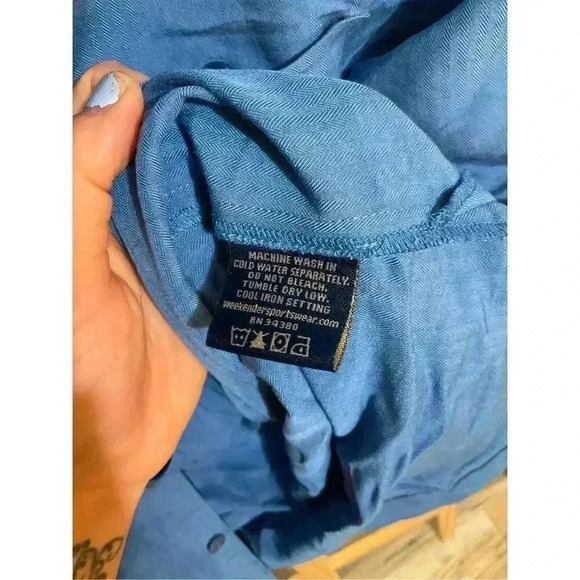 MACHINE WASH IN
COLD WATER SEPARATELY.
DO NOT BLEACH.
TUMBLE DRY LOW.
COOL IRON SETTING
weekendersportswear.com
RN 34380